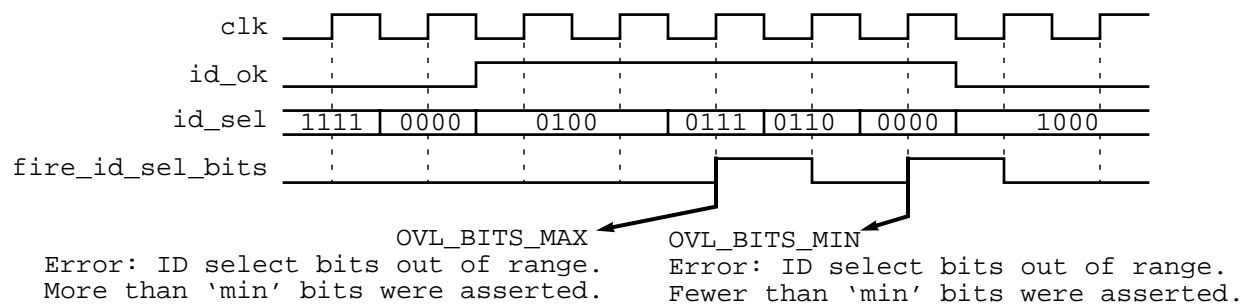 clk
id_ok
id_sel 1111 0000 0100 0111 0110 0000 1000
fire_id_sel_bits
OVL_BITS_MAX
Error: ID select bits out of range.
More than ‘min’ bits were asserted.
OVL_BITS_MIN
Error: ID select bits out of range.
Fewer than ‘min’ bits were asserted.